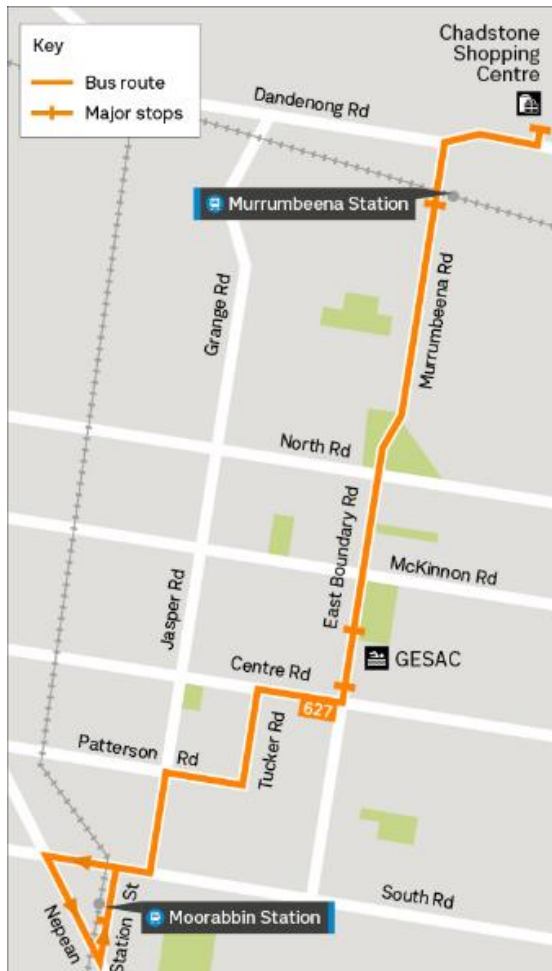 Key
Bus route
Major stops
Chadstone
Shopping
Centre
Dandenong Rd
Murrumbeena Station
Grange Rd
Murrumbeena Rd
North Rd
East Boundary Rd
McKinnon Rd
Jasper Rd
GESAC
Centre Rd
627
Tucker Rd
Patterson Rd
South Rd
Station St
Moorabbin Station
Nepean